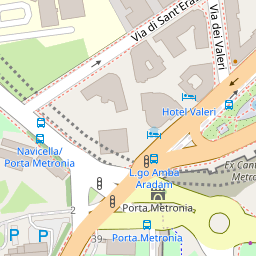 Via di Sant'Era
Via dei Valeri
Hotel Valeri
Navicella/
Porta Metronia
L.go Amba
Aradam
Ex Can
Metro
2
Porta Metronia
39
Porta Metronia
P
P